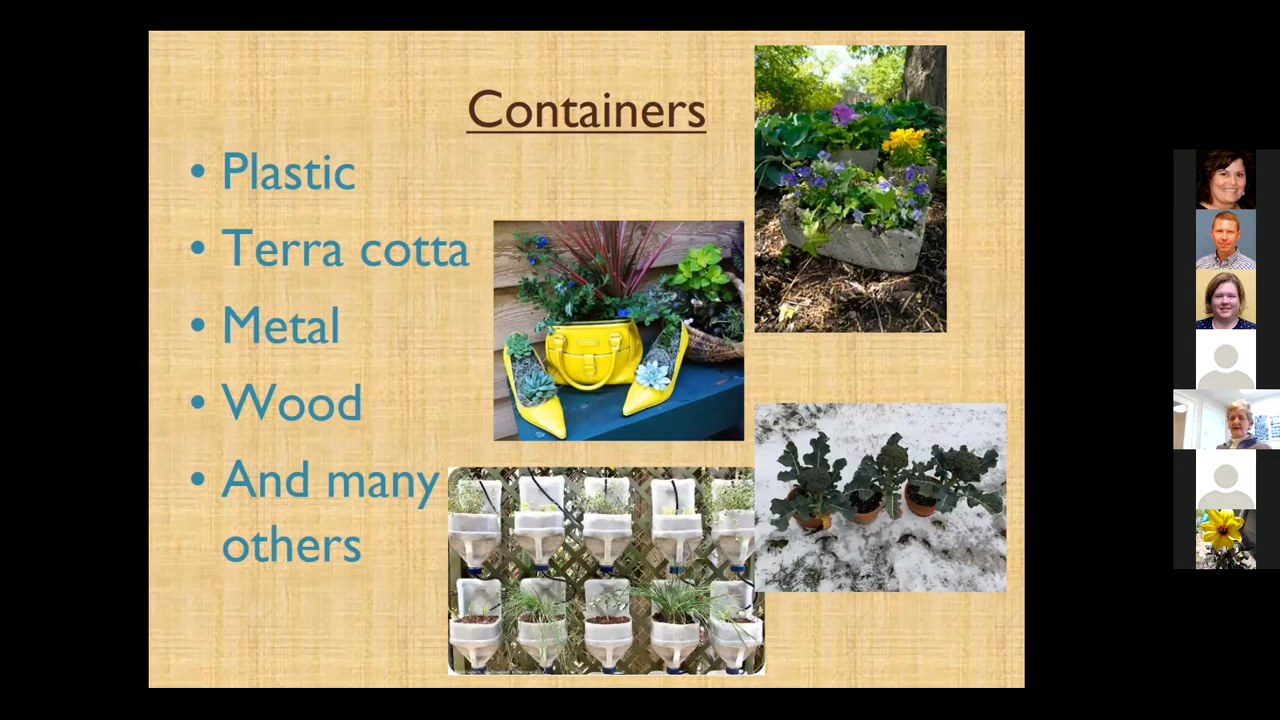 Containers
• Plastic
• Terra cotta
• Metal
• Wood
• And many
others